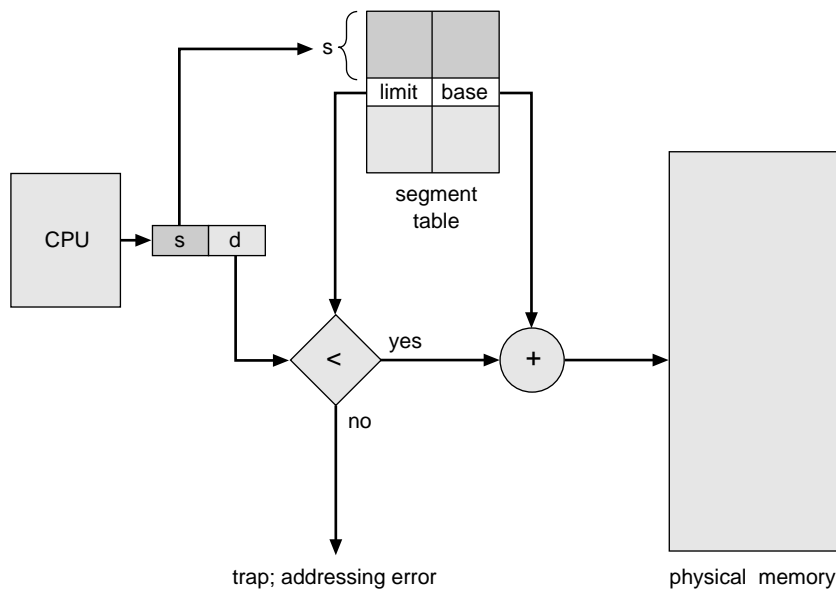 s
limit
base
segment
table
CPU
s
d
<
yes
+
no
trap; addressing error
physical memory